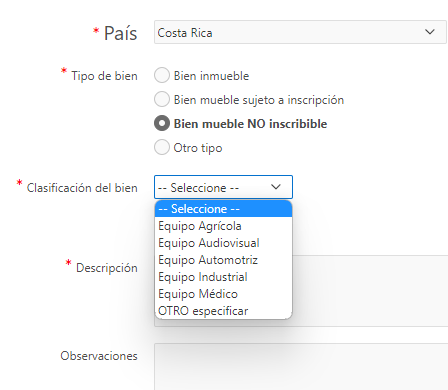 * País
Costa Rica
* Tipo de bien
Bien inmueble
Bien mueble sujeto a inscripción
Bien mueble NO inscribible
Otro tipo
* Clasificación del bien
-- Seleccione --
-- Seleccione --
Equipo Agrícola
Equipo Audiovisual
Equipo Automotriz
Equipo Industrial
Equipo Médico
OTRO especificar
* Descripción
Observaciones